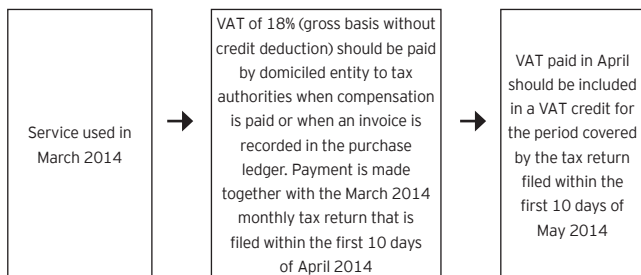 Service used in
March 2014
VAT of 18% (gross basis without
credit deduction) should be paid
by domiciled entity to tax
authorities when compensation
is paid or when an invoice is
recorded in the purchase
ledger. Payment is made
together with the March 2014
monthly tax return that is
filed within the first 10 days
of April 2014
VAT paid in April
should be included
in a VAT credit for
the period covered
by the tax return
filed within the
first 10 days of
May 2014